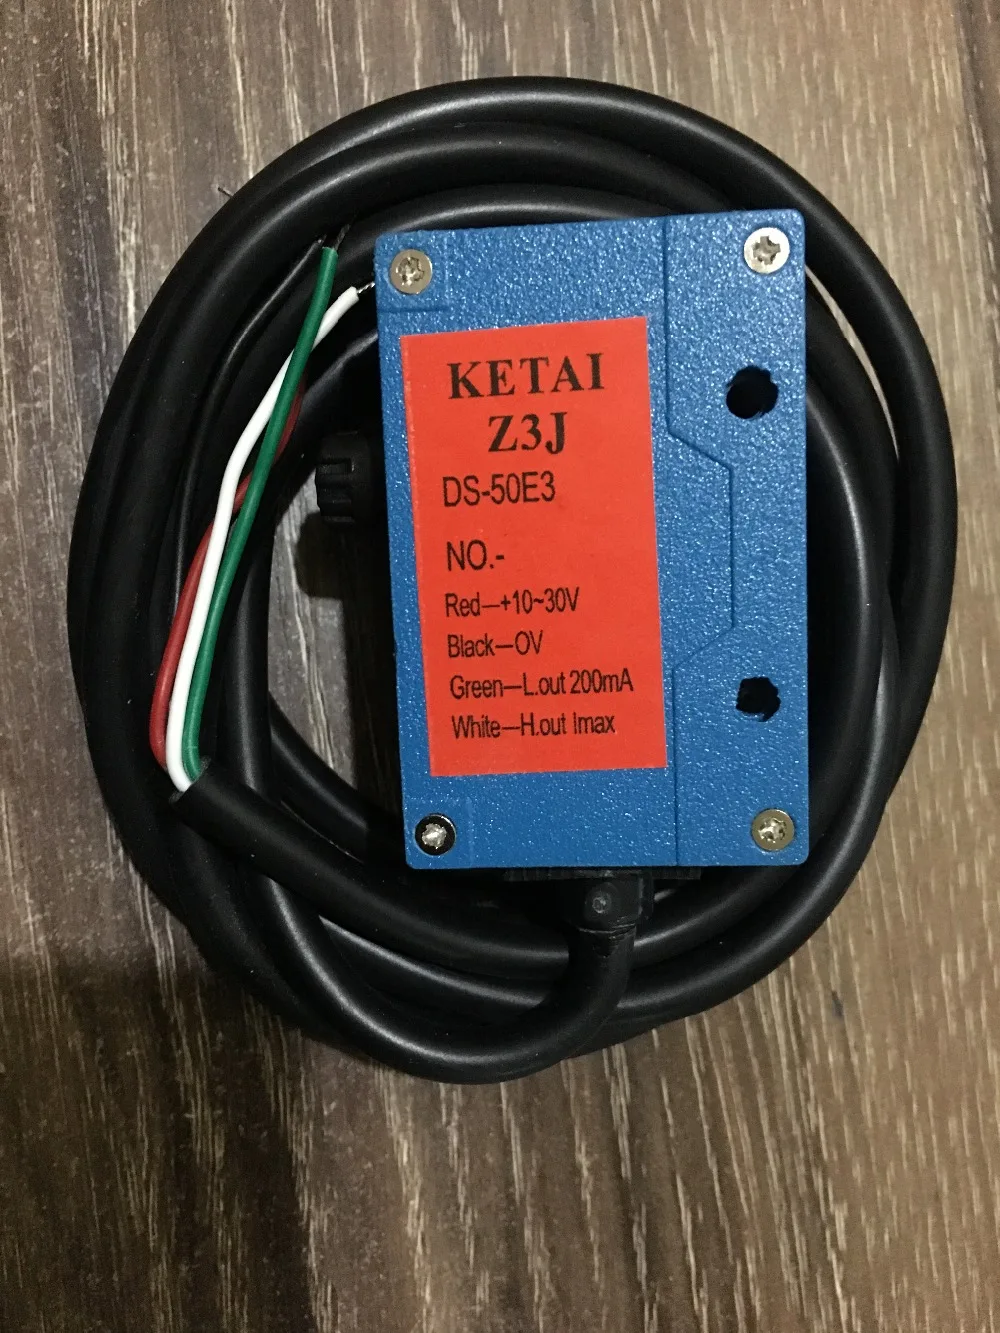 KETAI
Z3J
DS-50E3
NO.-
Red—+10~30V
Black—OV
Green—L.out 200mA
White—H.out Imax